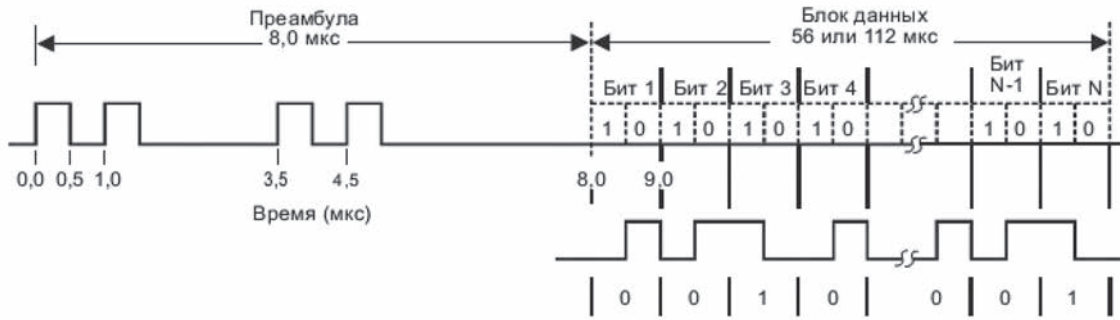 Преамбула
8,0 мкс
Блок данных
56 или 112 мкс
Бит 1 Бит 2 Бит 3 Бит 4 Бит N-1 Бит N
1 0 1 0 1 0 1 0 1 0 1 0
0,0 0,5 1,0 3,5 4,5 8,0 9,0
Время (мкс)
0 0 1 0 0 0 1